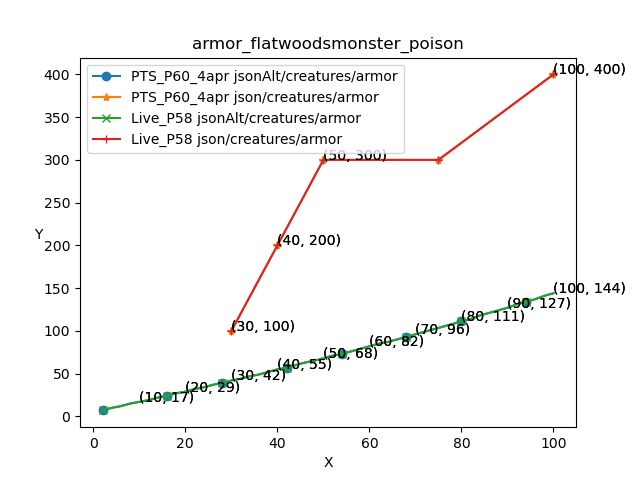 armor_flatwoodsmonster_poison
PTS_P60_4apr jsonAlt/creatures/armor
PTS_P60_4apr json/creatures/armor
Live_P58 jsonAlt/creatures/armor
Live_P58 json/creatures/armor
(100, 400)
(50, 300)
(40, 200)
(30, 100)
(100, 144)
(90, 127)
(80, 111)
(70, 96)
(60, 82)
(50, 68)
(40, 55)
(30, 42)
(20, 29)
(10, 17)
400
350
300
250
200
150
100
50
0
Y
0 20 40 60 80 100
X